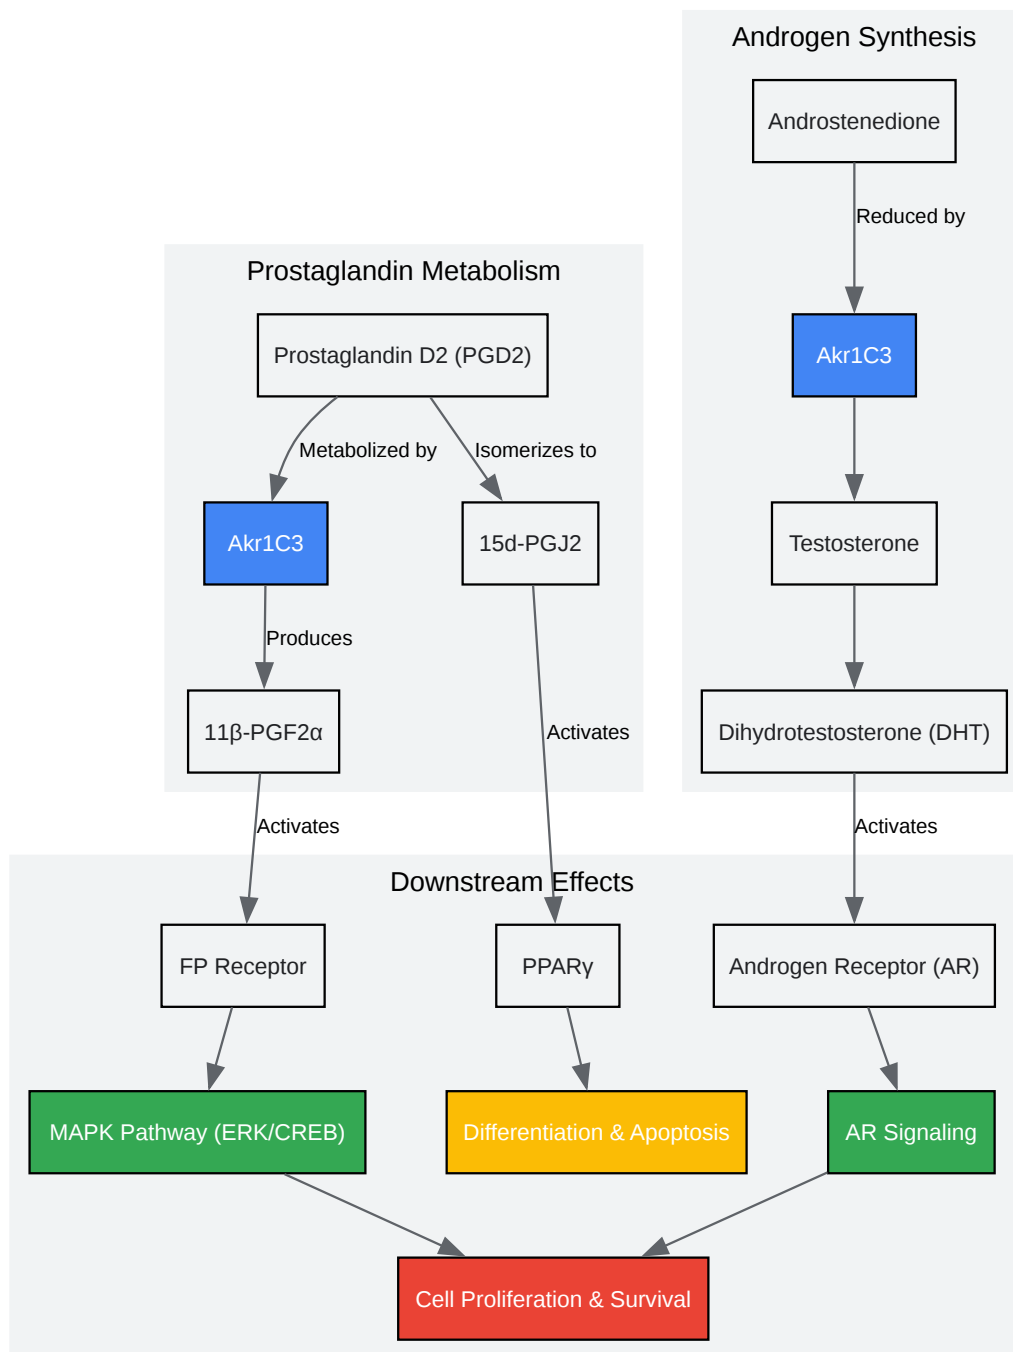 Androgen Synthesis
Androstenedione
Reduced by
Prostaglandin Metabolism
Prostaglandin D2 (PGD2)
Akr1C3
Metabolized by
Isomerizes to
Akr1C3
15d-PGJ2
Testosterone
Produces
11β-PGF2α
Activates
Dihydrotestosterone (DHT)
Activates
Activates
Downstream Effects
FP Receptor
PPARγ
Androgen Receptor (AR)
MAPK Pathway (ERK/CREB)
Differentiation & Apoptosis
AR Signaling
Cell Proliferation & Survival